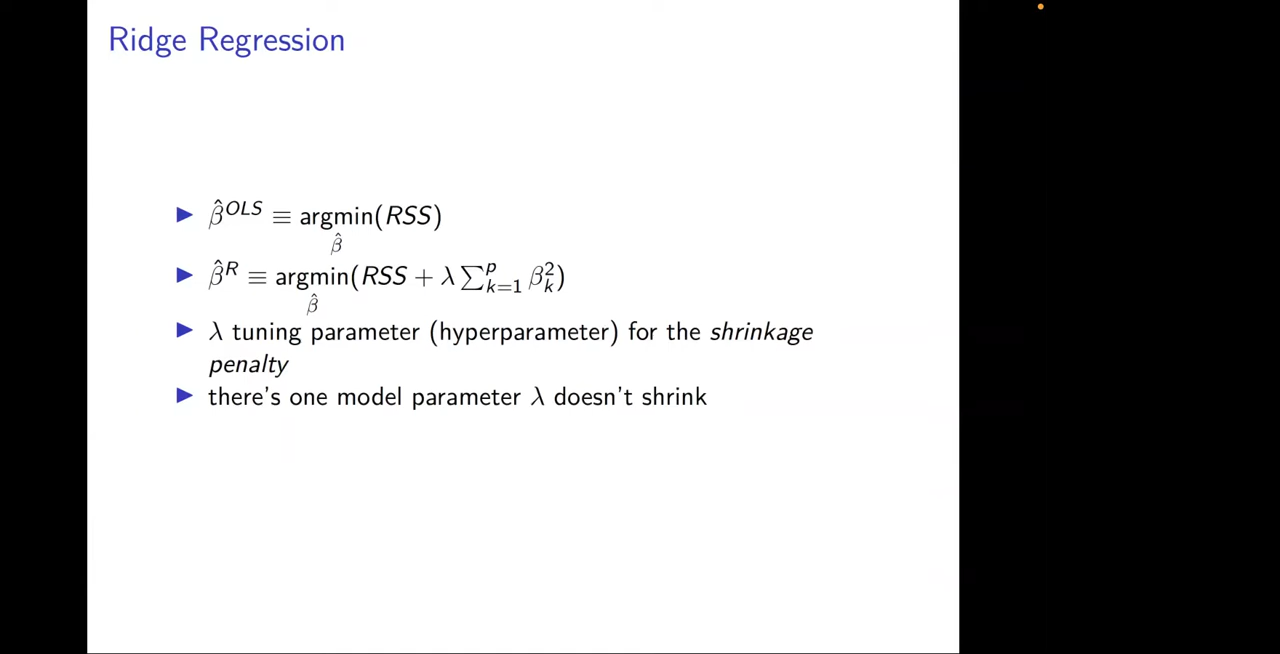 Ridge Regression
▶ β̂^OLS ≡ argmin(RSS)
β̂
▶ β̂^R ≡ argmin(RSS + λ ∑_{k=1}^p β_k^2)
β̂
▶ λ tuning parameter (hyperparameter) for the shrinkage
penalty
▶ there's one model parameter λ doesn't shrink